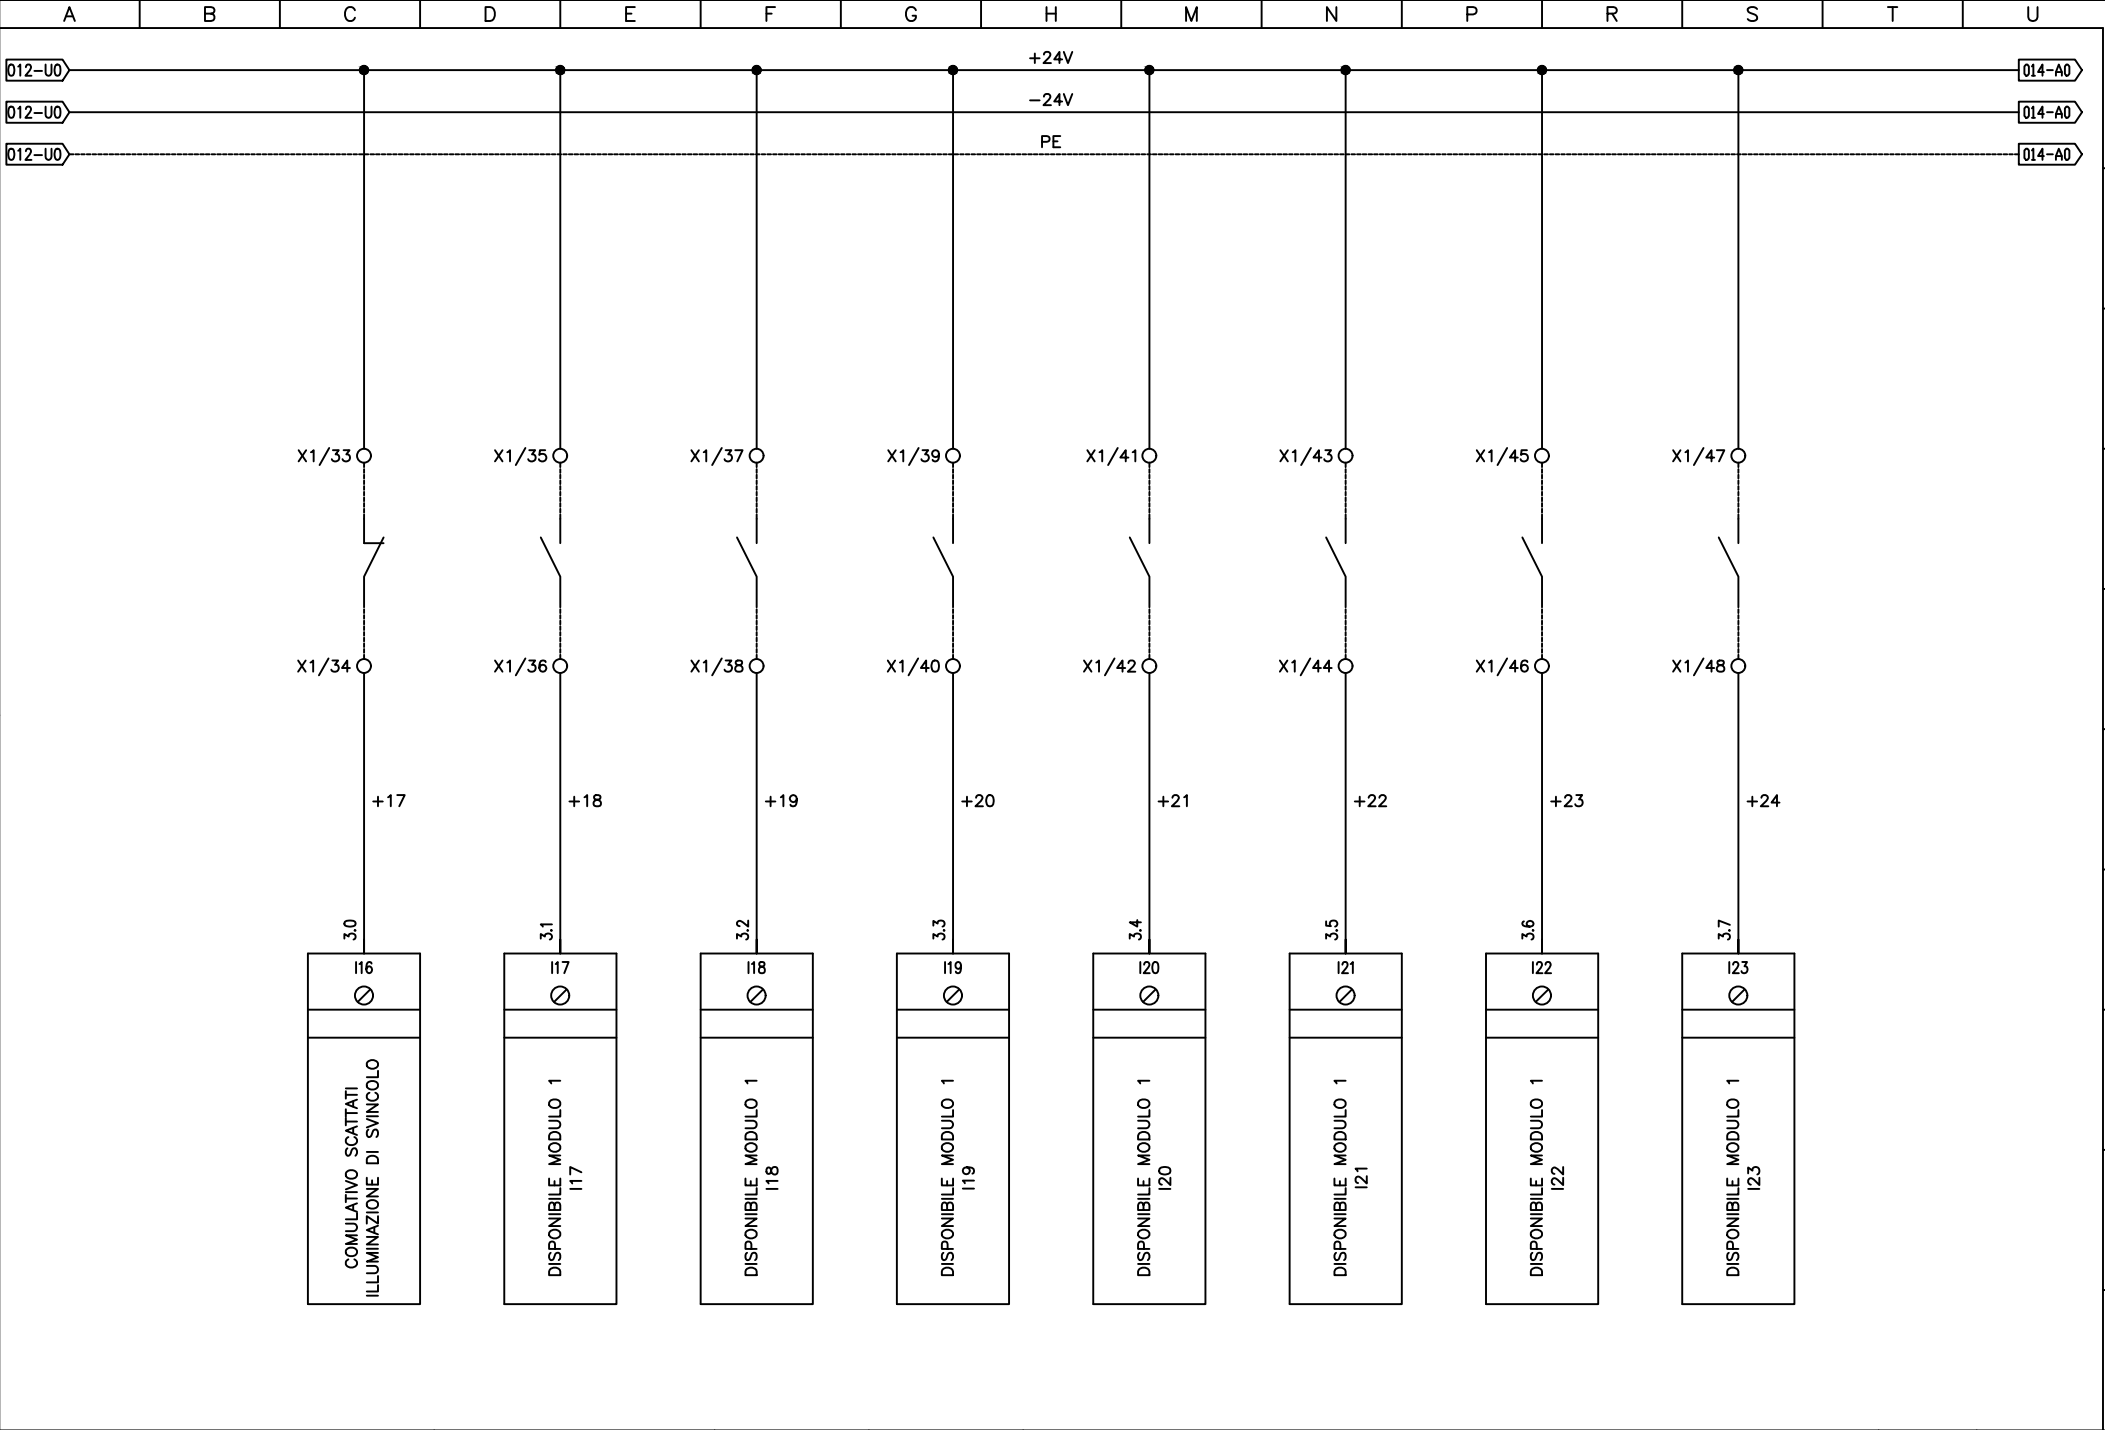 A B C D E F G H M N P R S T U
012-U0 +24V 014-A0
012-U0 -24V 014-A0
012-U0 PE 014-A0
X1/33 X1/35 X1/37 X1/39 X1/41 X1/43 X1/45 X1/47
X1/34 X1/36 X1/38 X1/40 X1/42 X1/44 X1/46 X1/48
+17 +18 +19 +20 +21 +22 +23 +24
3.0 3.1 3.2 3.3 3.4 3.5 3.6 3.7
I16 I17 I18 I19 I20 I21 I22 I23
COMULATIVO SCATTATI
ILLUMINAZIONE DI SVINCOLO
DISPONIBILE MODULO 1
I17
DISPONIBILE MODULO 1
I18
DISPONIBILE MODULO 1
I19
DISPONIBILE MODULO 1
I20
DISPONIBILE MODULO 1
I21
DISPONIBILE MODULO 1
I22
DISPONIBILE MODULO 1
I23